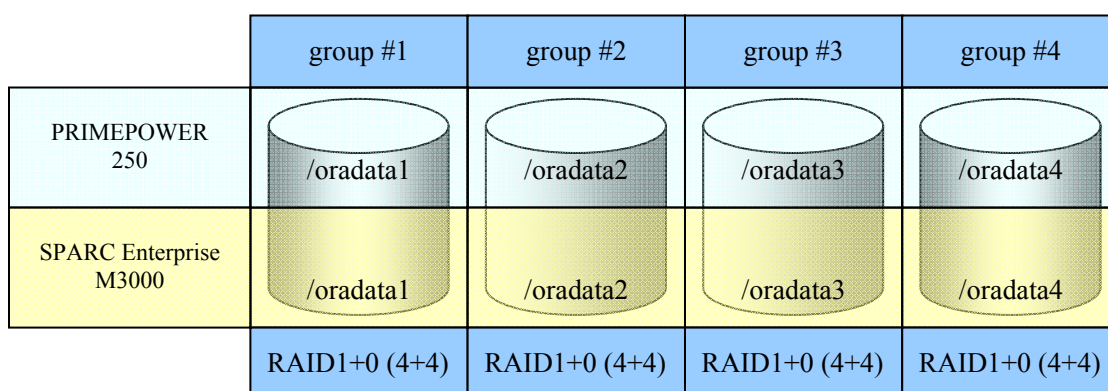 group #1 group #2 group #3 group #4
PRIMEPOWER
250
/oradata1 /oradata2 /oradata3 /oradata4
SPARC Enterprise
M3000
/oradata1 /oradata2 /oradata3 /oradata4
RAID1+0 (4+4) RAID1+0 (4+4) RAID1+0 (4+4) RAID1+0 (4+4)